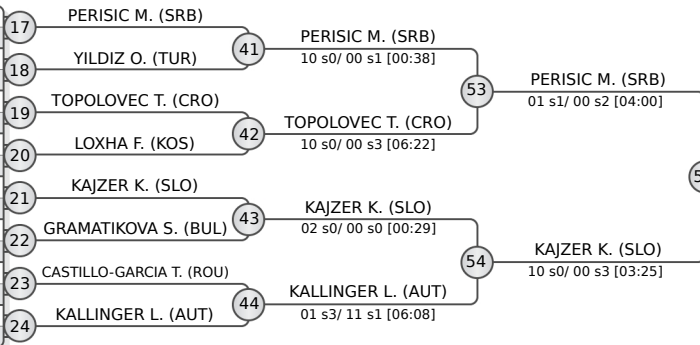 PERISIC M. (SRB)
17
41
PERISIC M. (SRB)
10 s0/ 00 s1 [00:38]
YILDIZ O. (TUR)
18
53
PERISIC M. (SRB)
01 s1/ 00 s2 [04:00]
TOPOLOVEC T. (CRO)
19
42
TOPOLOVEC T. (CRO)
10 s0/ 00 s3 [06:22]
LOXHA F. (KOS)
20
KAJZER K. (SLO)
21
43
KAJZER K. (SLO)
02 s0/ 00 s0 [00:29]
GRAMATIKOVA S. (BUL)
22
54
KAJZER K. (SLO)
10 s0/ 00 s3 [03:25]
CASTILLO-GARCIA T. (ROU)
23
44
KALLINGER L. (AUT)
01 s3/ 11 s1 [06:08]
KALLINGER L. (AUT)
24